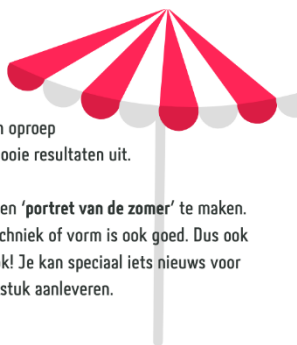 n oproep
ooie resultaten uit.
en ‘portret van de zomer’ te maken.
chniek of vorm is ook goed. Dus ook
k! Je kan speciaal iets nieuws voor
stuk aanleveren.